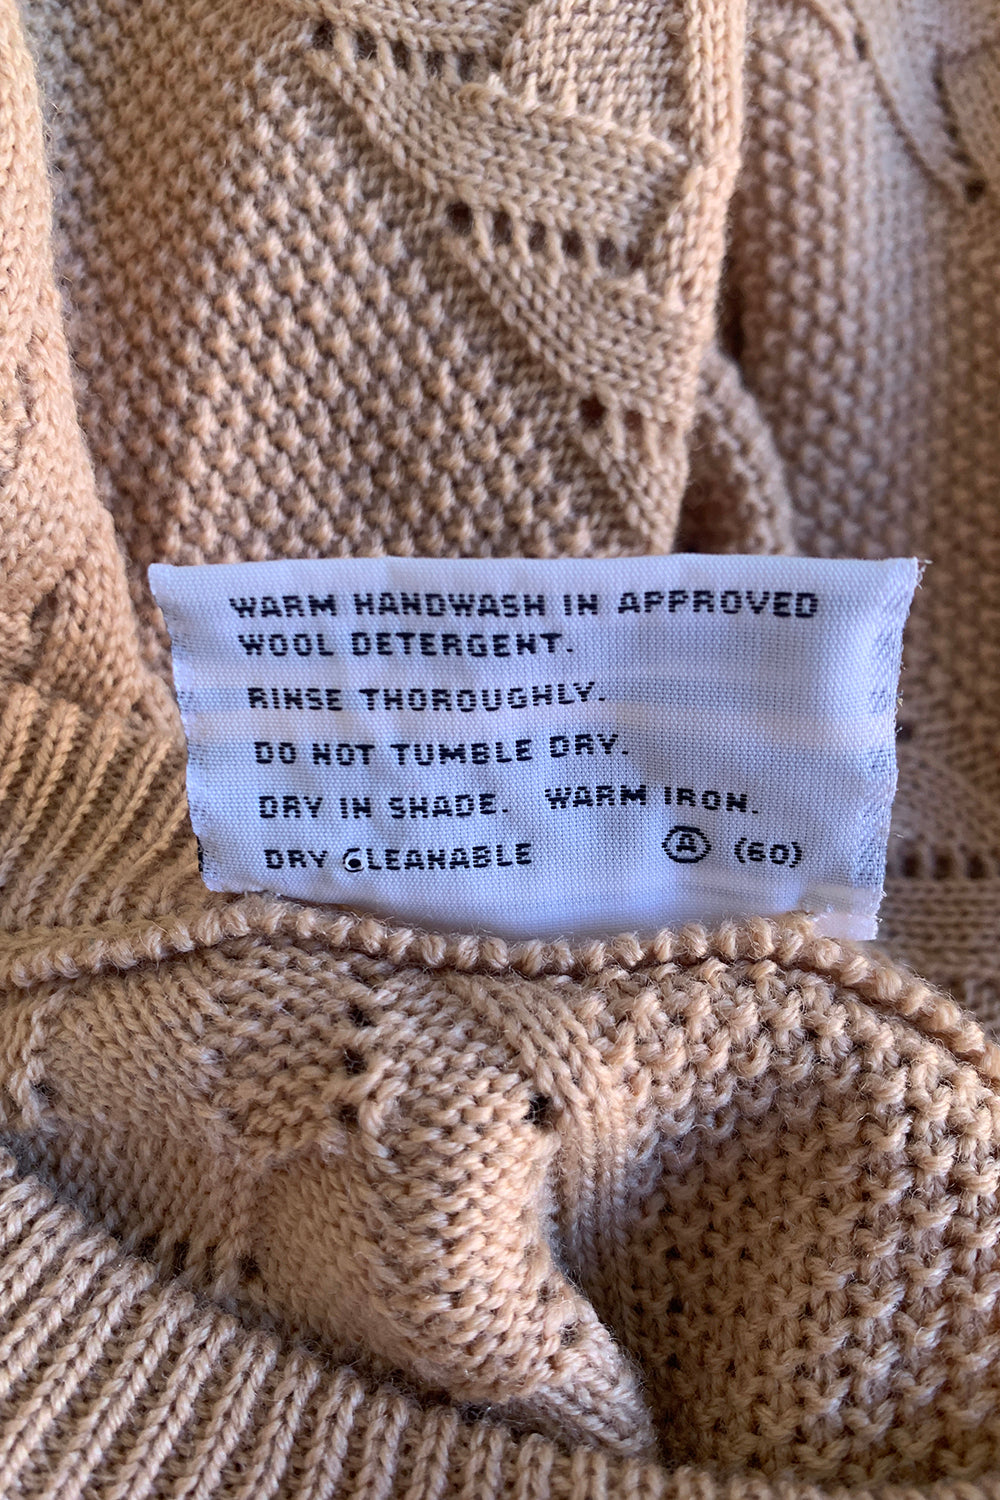 WARM HANDWASH IN APPROVED
WOOL DETERGENT.
RINSE THOROUGHLY.
DO NOT TUMBLE DRY.
DRY IN SHADE. WARM IRON.
DRY CLEANABLE Ⓐ (60)